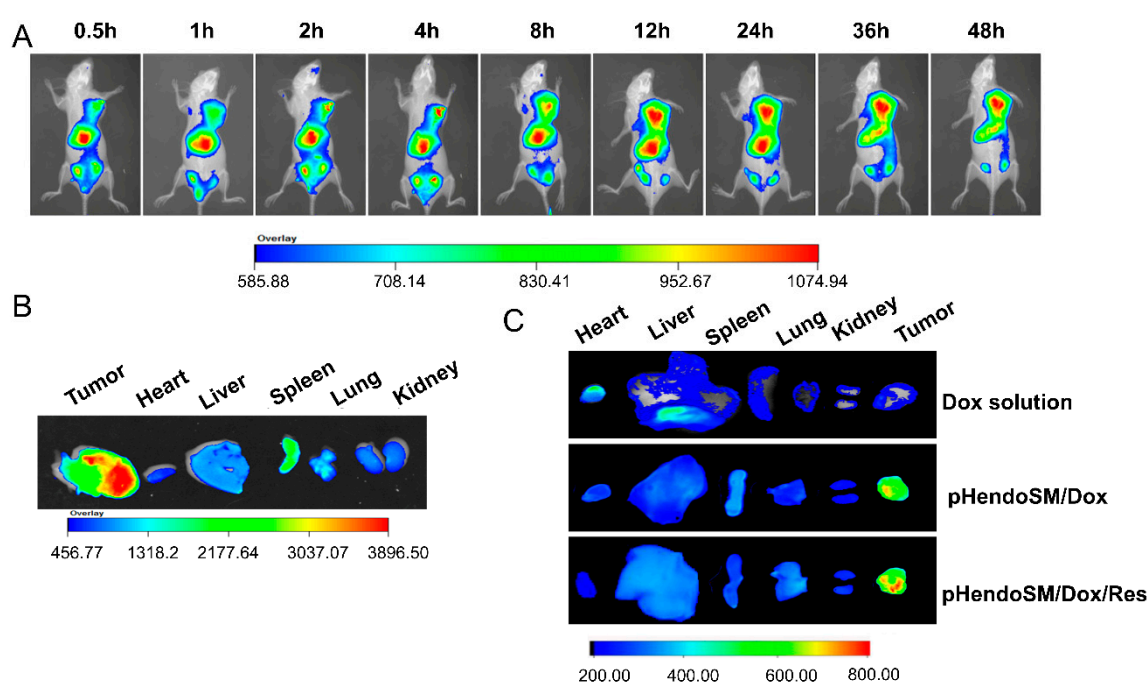 A
0.5h 1h 2h 4h 8h 12h 24h 36h 48h
Overlay
585.88 708.14 830.41 952.67 1074.94
B
Tumor Heart Liver Spleen Lung Kidney
Overlay
456.77 1318.2 2177.64 3037.07 3896.50
C
Heart Liver Spleen Lung Kidney Tumor
Dox solution
pHendoSM/Dox
pHendoSM/Dox/Res
200.00 400.00 600.00 800.00